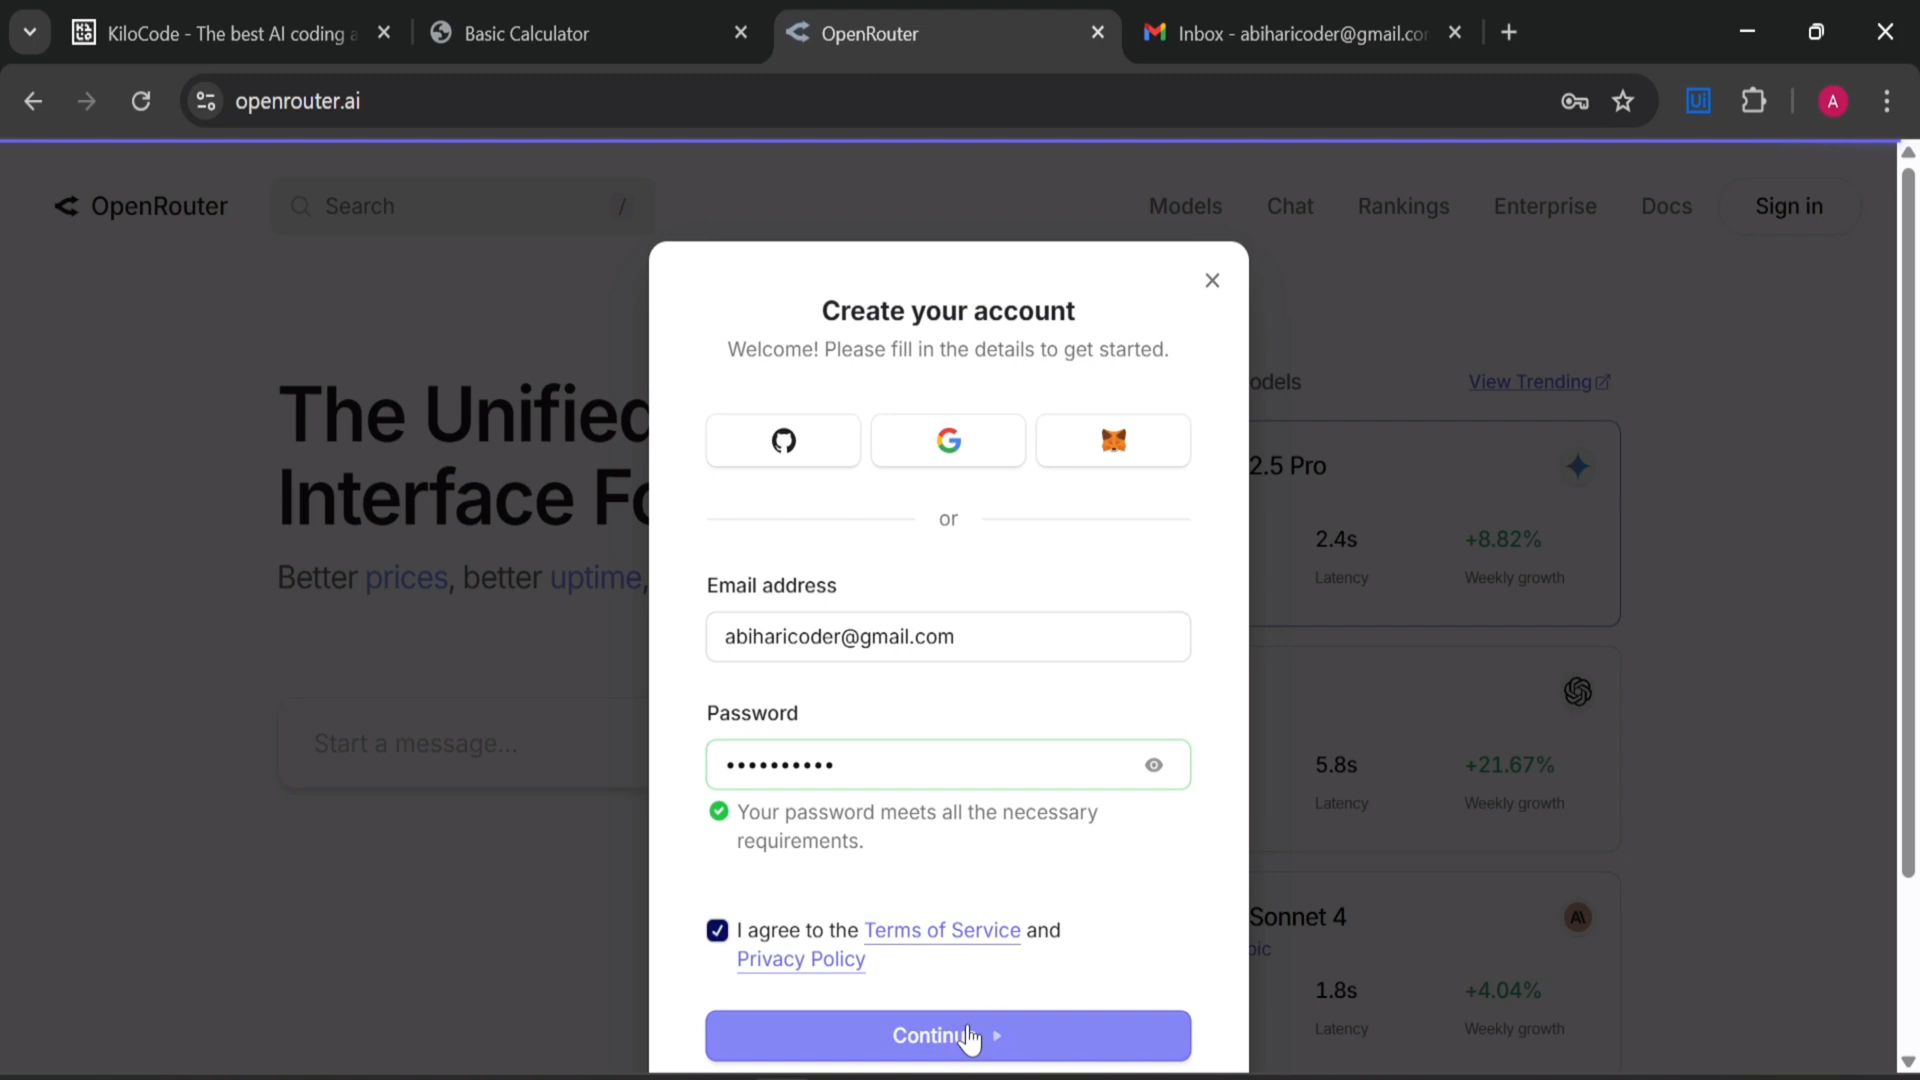 KiloCode - The best AI coding a
Basic Calculator
OpenRouter
Inbox - abiharicoder@gmail.co
openrouter.ai
Ui
A
OpenRouter
Search
/
Models
Chat
Rankings
Enterprise
Docs
Sign in
Create your account
Welcome! Please fill in the details to get started.
or
Email address
abiharicoder@gmail.com
Password
••••••••••
Your password meets all the necessary
requirements.
I agree to the Terms of Service and
Privacy Policy
Continu
The Unified
Interface Fo
Better prices, better uptime,
Start a message...
odels
View Trending
2.5 Pro
2.4s
+8.82%
Latency
Weekly growth
5.8s
+21.67%
Latency
Weekly growth
Sonnet 4
pic
1.8s
+4.04%
Latency
Weekly growth